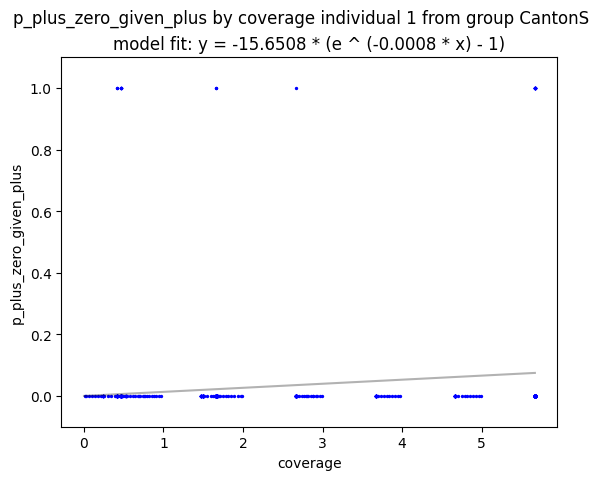 p_plus_zero_given_plus by coverage individual 1 from group CantonS
model fit: y = -15.6508 * (e ^ (-0.0008 * x) - 1)
1.0
0.8
0.6
0.4
0.2
0.0
p_plus_zero_given_plus
0 1 2 3 4 5
coverage